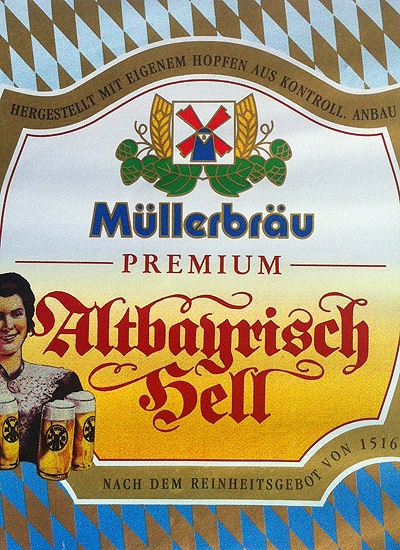 HERGESTELLT MIT EIGENEM HOPFEN AUS KONTROLL. ANBAU
Müllerbräu
PREMIUM
Altbayrisch
Hell
NACH DEM REINHEITSGEBOT VON 1516